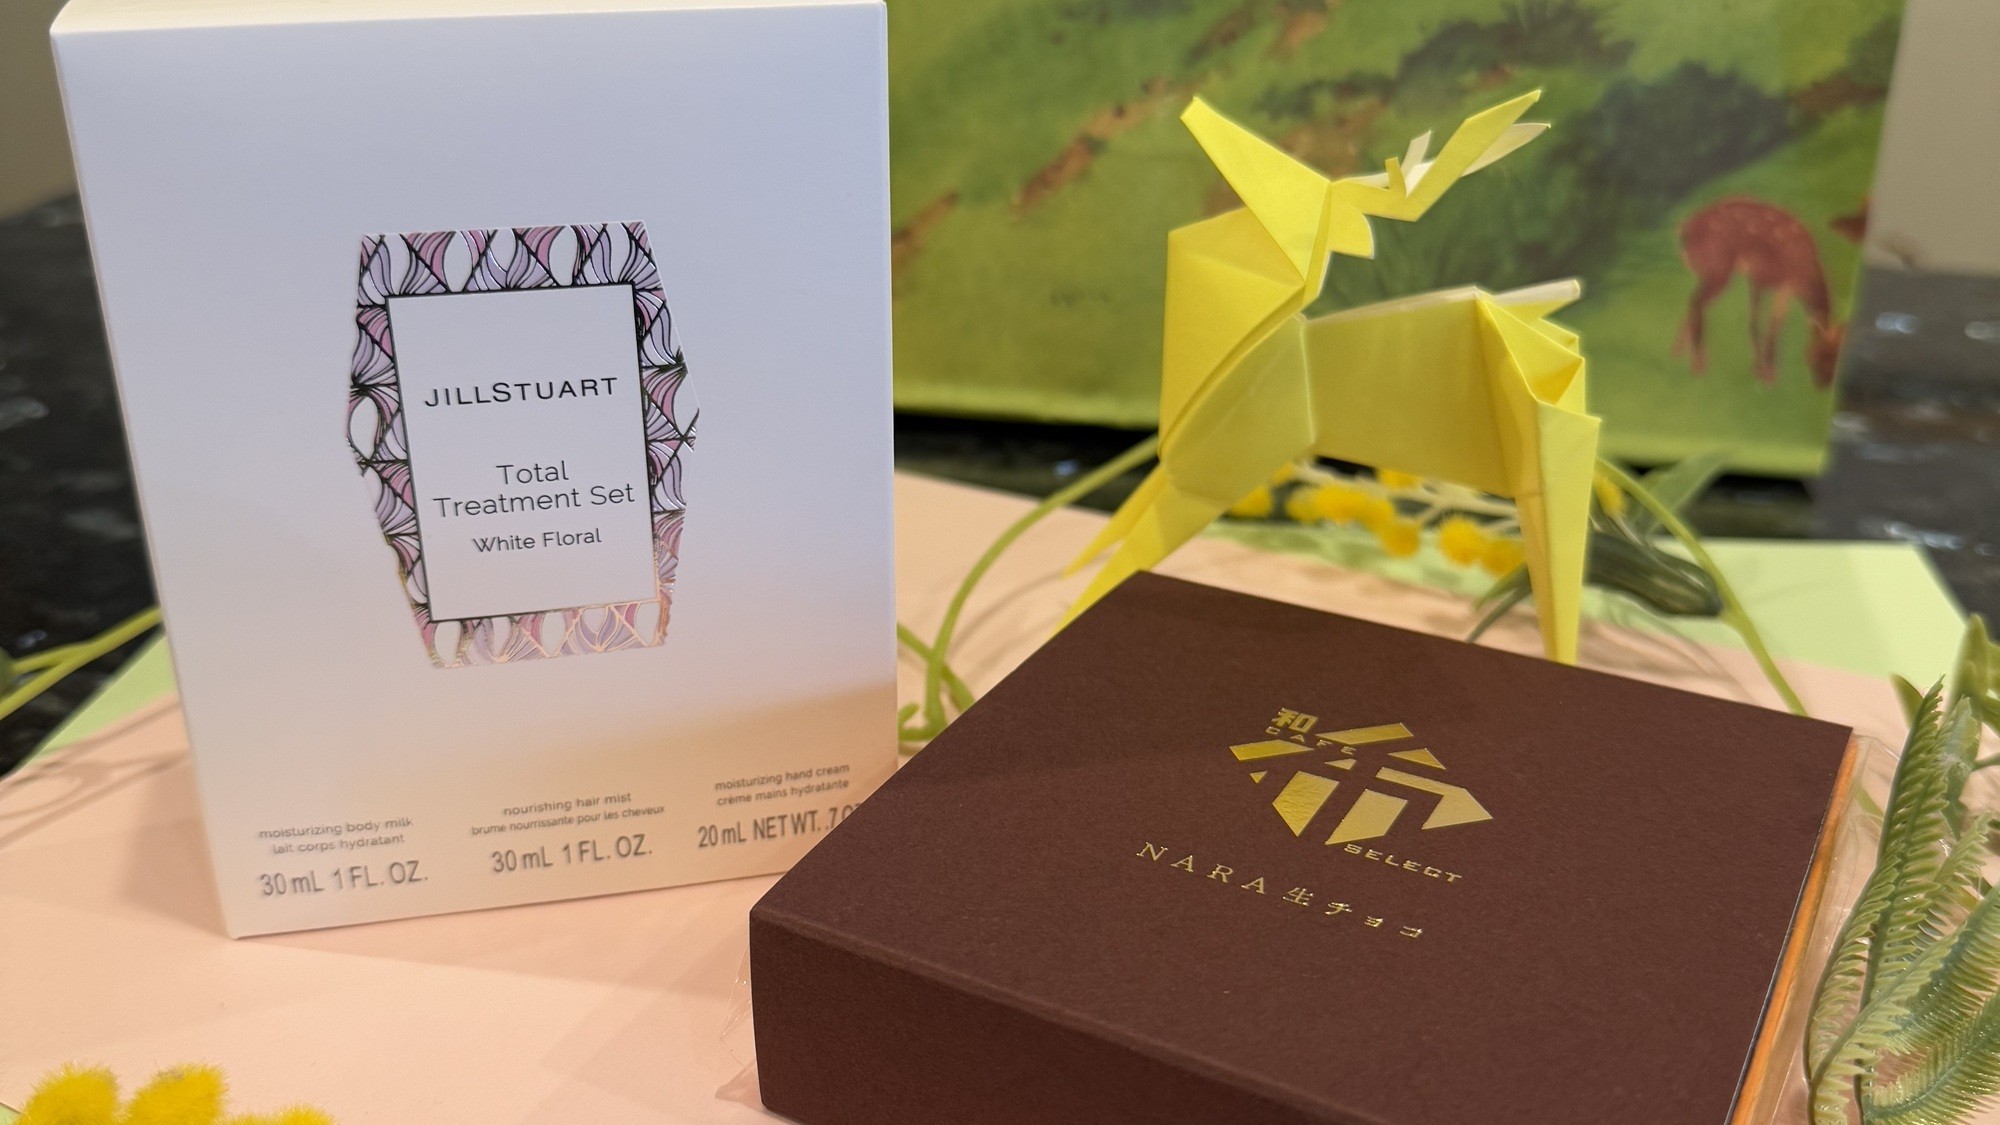 JILLSTUART
Total
Treatment Set
White Floral
moisturizing body milk
lait corps hydratant
30 mL 1 FL. OZ.
nourishing hair mist
brume nourrissante pour les cheveux
30 mL 1 FL. OZ.
moisturizing hand cream
crème mains hydratante
20 mL NET WT. .7
和
CAFE
SELECT
NARA生チョコ